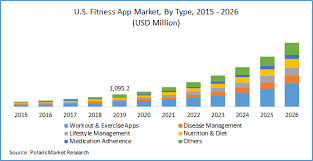 U.S. Fitness App Market, By Type, 2015 - 2026
(USD Million)
1,095.2
2015 2016 2017 2018 2019 2020 2021 2022 2023 2024 2025 2026
Workout & Exercise Apps Disease Management
Lifestyle Management Nutrition & Diet
Medication Adherence Others
Source: Polaris Market Research